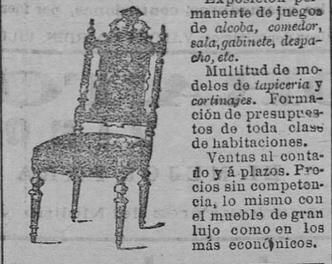 Exposición per-
manente de juegos
de alcoba, comedor,
sala, gabinete, despa-
cho, etc.
Multitud de mo-
delos de tapicería y
cortinajes. Forma-
ción de presupues-
tos de toda clase
de habitaciones.
Ventas al conta-
do y á plazos. Pre-
cios sin competen-
cia, lo mismo con
el mueble de gran
lujo como en los
más económicos.